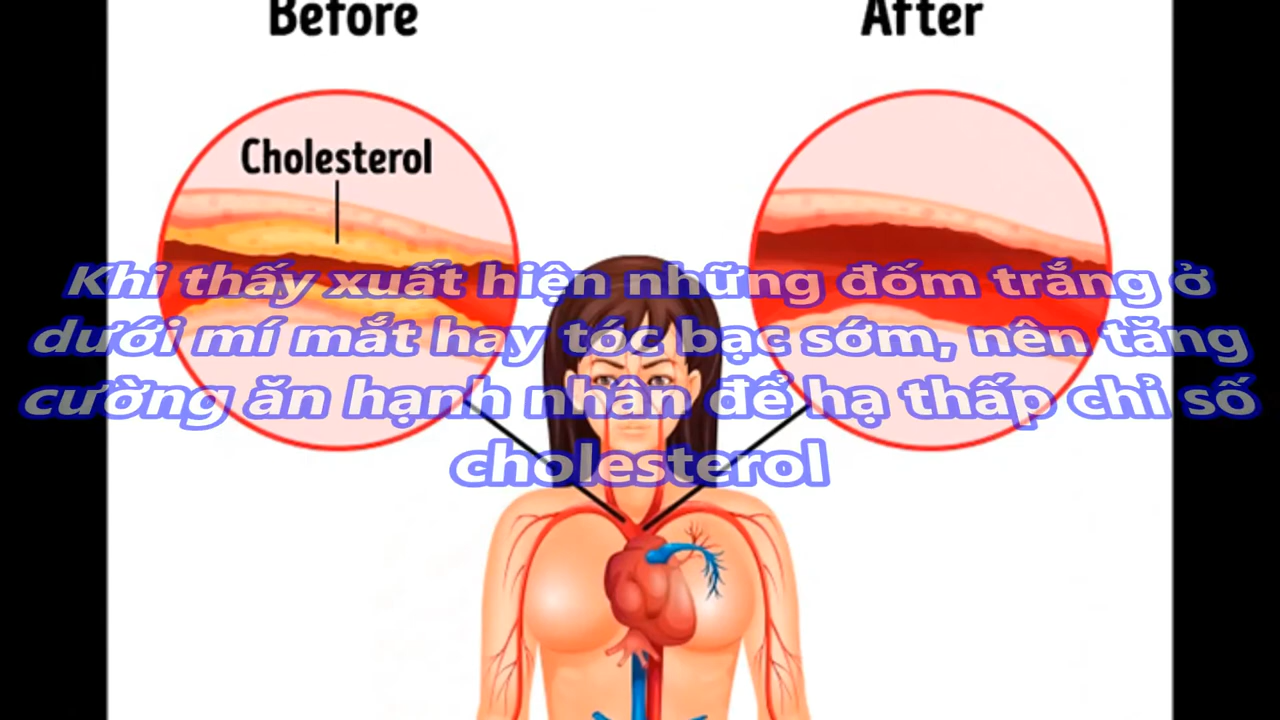 Before
After
Cholesterol
Khi thấy xuất hiện những đốm trắng ở
dưới mí mắt hay tóc bạc sớm, nên tăng
cường ăn hạnh nhân để hạ thấp chỉ số
cholesterol